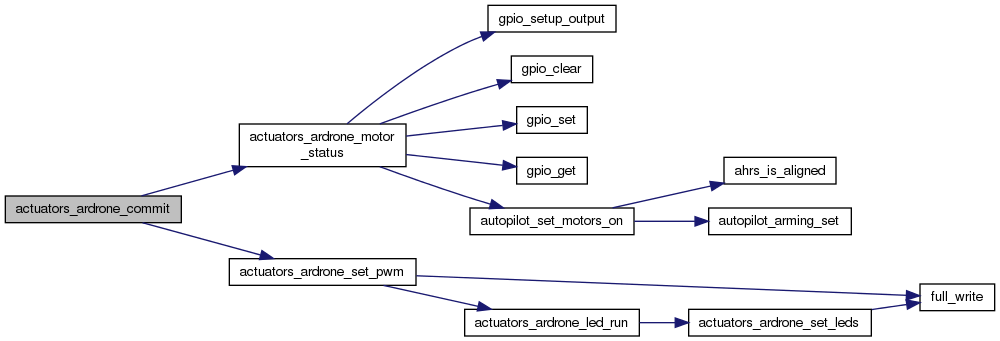 gpio_setup_output
gpio_clear
actuators_ardrone_motor
_status
gpio_set
gpio_get
ahrs_is_aligned
actuators_ardrone_commit
autopilot_set_motors_on
autopilot_arming_set
actuators_ardrone_set_pwm
full_write
actuators_ardrone_led_run
actuators_ardrone_set_leds